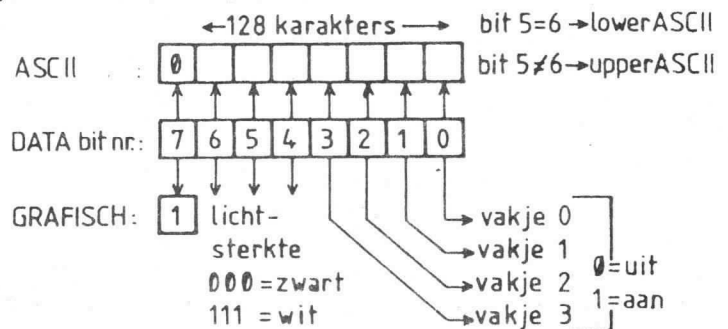 ←128 karakters→ bit 5=6→lowerASCII
ASCII : 0 bit 5≠6→upperASCII
DATA bit nr.: 7 6 5 4 3 2 1 0
GRAFISCH: 1 licht- vakje 0
sterkte vakje 1
000=zwart vakje 2 0=uit
111 =wit vakje 3 1=aan